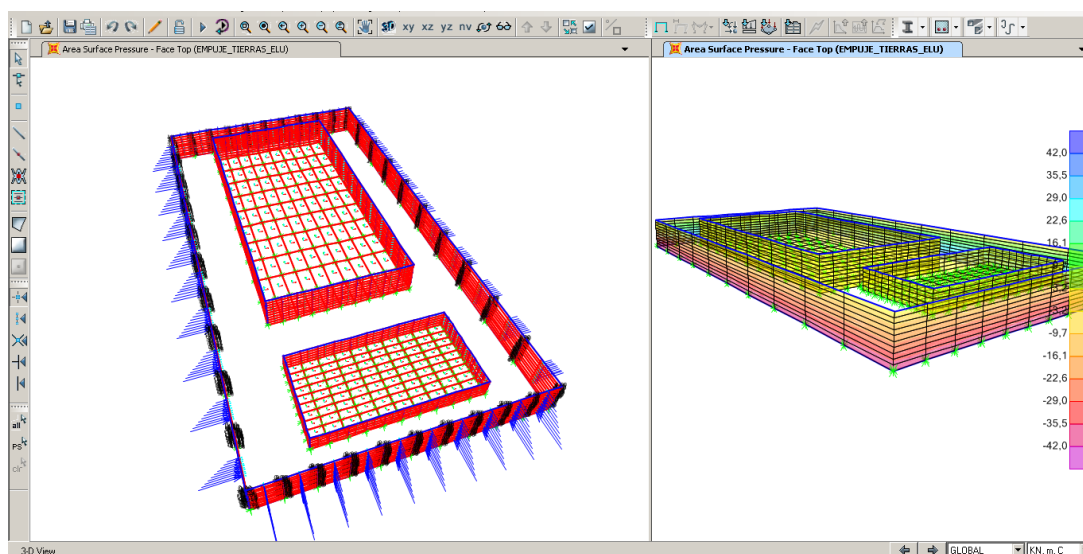 xy xz yz nv
Area Surface Pressure - Face Top (EMPUJE_TIERRAS_ELU)
Area Surface Pressure - Face Top (EMPUJE_TIERRAS_ELU)
42,0
35,5
29,0
22,6
16,1
-9,7
-16,1
-22,6
-29,0
-35,5
-42,0
all
PS
clr
3-D View
GLOBAL
KN, m, C